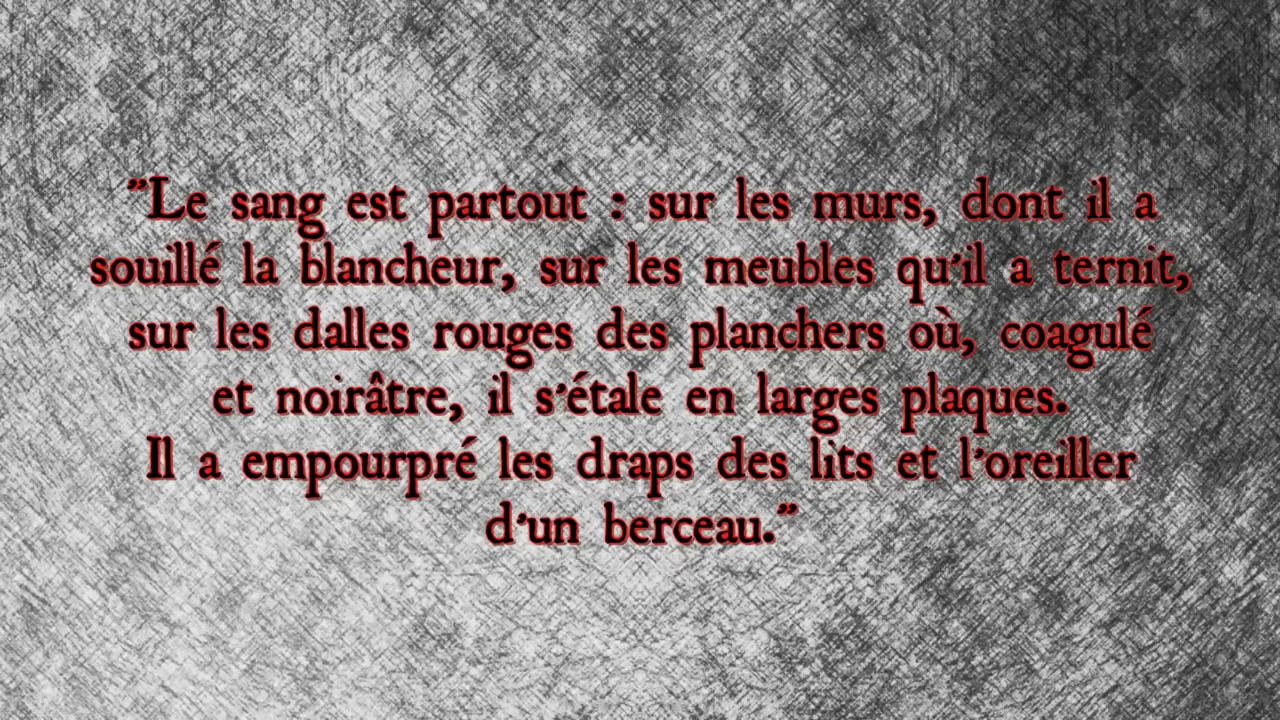 "Le sang est partout : sur les murs, dont il a
souillé la blancheur, sur les meubles qu'il a ternit,
sur les dalles rouges des planchers où, coagulé
et noirâtre, il s'étale en larges plaques.
Il a empourpré les draps des lits et l'oreiller
d'un berceau."